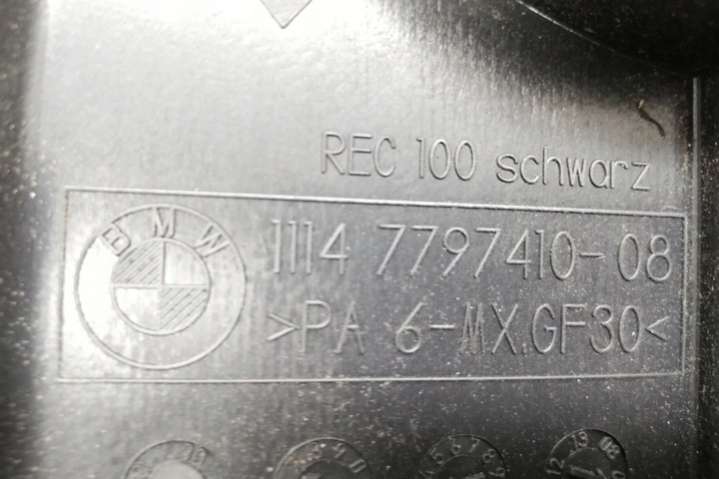 REC 100 schwarz
BMW
1114 7797410-08
>PA 6-MX.GF30<